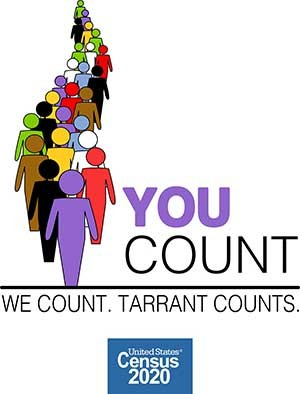 YOU
COUNT
WE COUNT. TARRANT COUNTS.
United States®
Census
2020